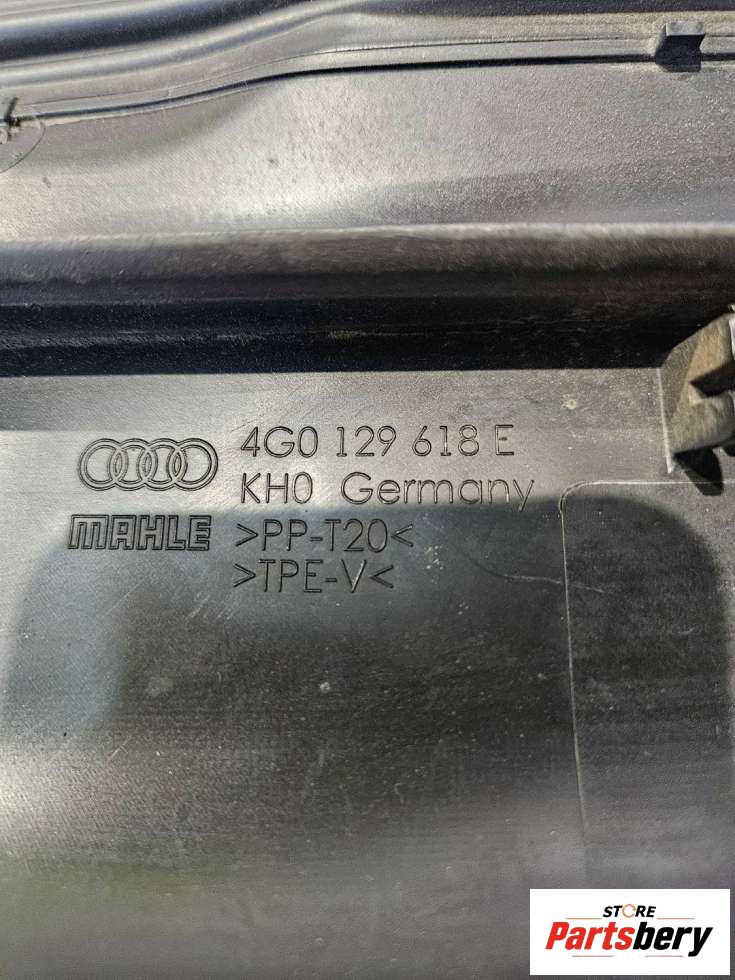 4G0 129 618 E
KH0 Germany
MAHLE >PP-T20<
>TPE-V<
STORE
Partsbery